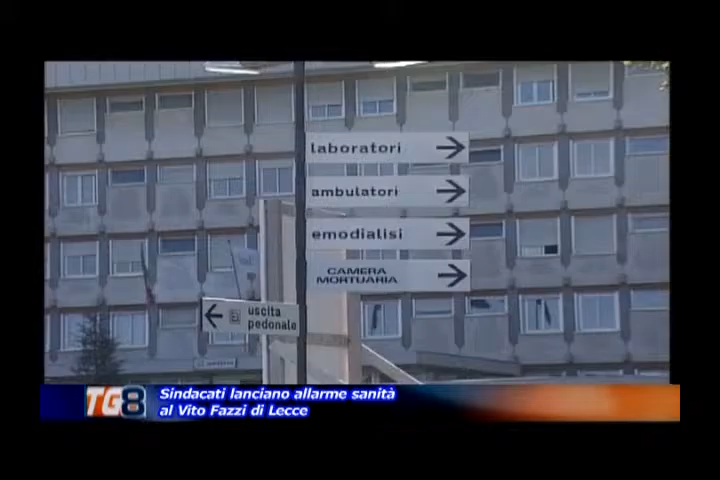 laboratori
ambulatori
emodialisi
CAMERA
MORTUARIA
uscita
pedonale
TG8
Sindacati lanciano allarme sanità
al Vito Fazzi di Lecce